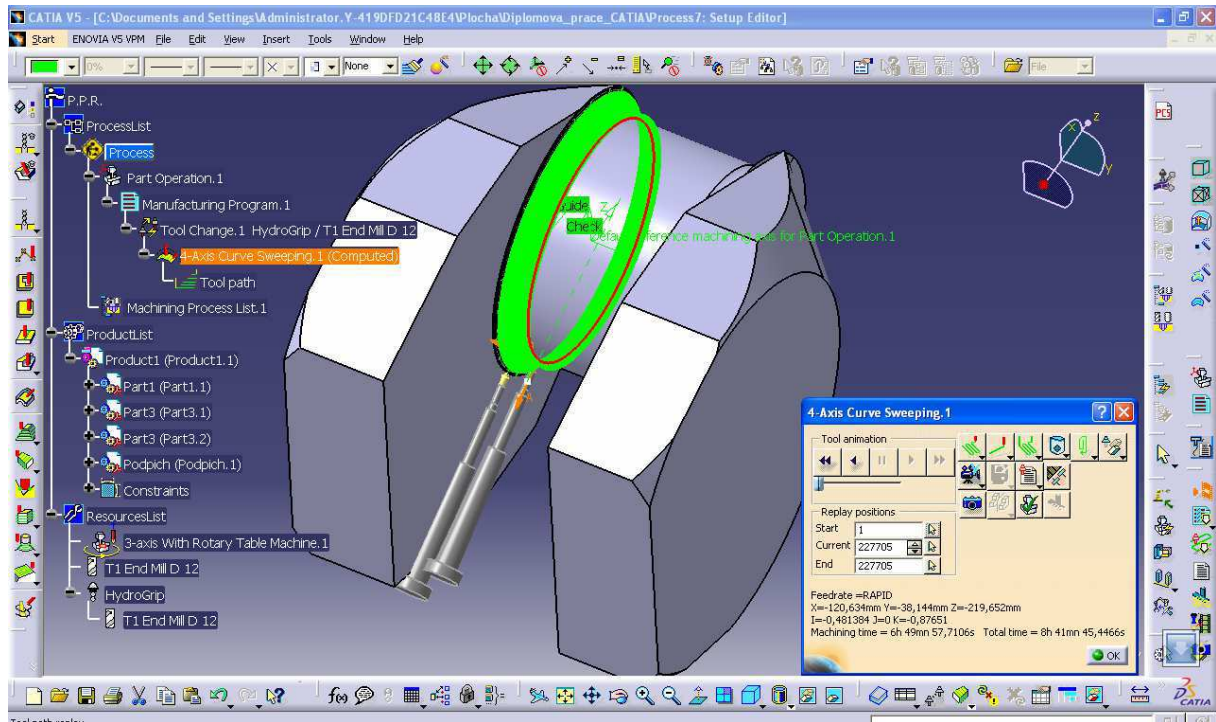 CATIA V5 - [C:\Documents and Settings\Administrator.Y-419DFD21C48E4\Plocha\Diplomova_prace_CATIA\Process7: Setup Editor]
Start ENOVIA V5 VPM File Edit View Insert Tools Window Help
0% None File
P.P.R.
ProcessList
Process
Part Operation.1
Manufacturing Program.1
Tool Change.1 HydroGrip / T1 End Mill D 12
4-Axis Curve Sweeping.1 (Computed)
Tool path
Machining Process List.1
ProductList
Product1 (Product1.1)
Part1 (Part1.1)
Part3 (Part3.1)
Part3 (Part3.2)
Podpich (Podpich.1)
Constraints
ResourcesList
3-axis With Rotary Table Machine.1
T1 End Mill D 12
HydroGrip
T1 End Mill D 12
Guide
Check
Default reference machining axis for Part Operation.1
z
x
y
4-Axis Curve Sweeping.1
Tool animation
Replay positions
Start 1
Current 227705
End 227705
Feedrate =RAPID
X=-120,634mm Y=-38,144mm Z=-219,652mm
I=-0,481384 J=0 K=-0,87651
Machining time = 6h 49mn 57,7106s Total time = 8h 41mn 45,4466s
OK
f(x)
CATIA
Tool path replay